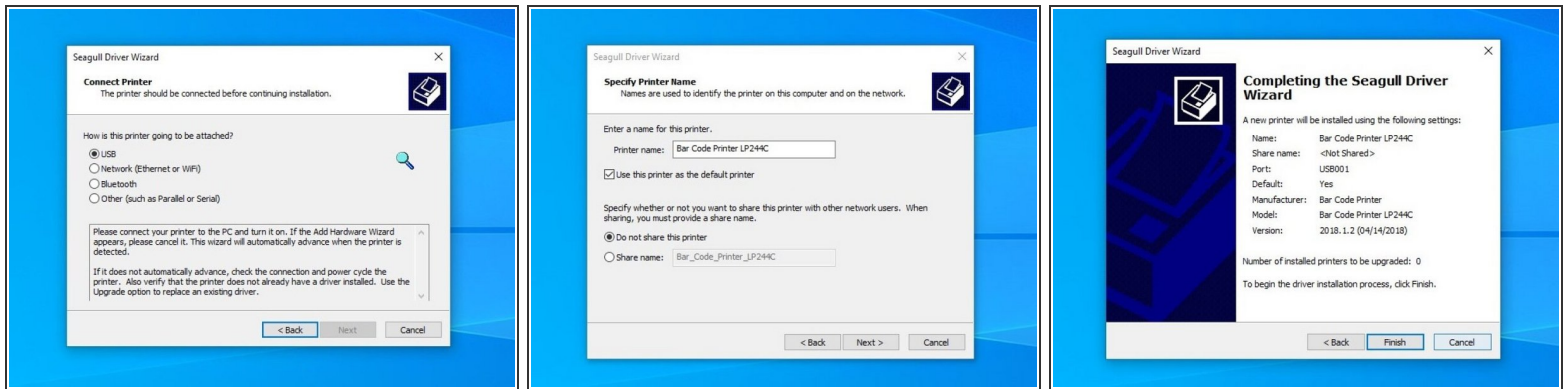 Seagull Driver Wizard
Connect Printer
The printer should be connected before continuing installation.
How is this printer going to be attached?
USB
Network (Ethernet or WiFi)
Bluetooth
Other (such as Parallel or Serial)
Please connect your printer to the PC and turn it on. If the Add Hardware Wizard
appears, please cancel it. This wizard will automatically advance when the printer is
detected.
If it does not automatically advance, check the connection and power cycle the
printer. Also verify that the printer does not already have a driver installed. Use the
Upgrade option to replace an existing driver.
< Back
Next
Cancel
Seagull Driver Wizard
Specify Printer Name
Names are used to identify the printer on this computer and on the network.
Enter a name for this printer.
Printer name: Bar Code Printer LP244C
Use this printer as the default printer
Specify whether or not you want to share this printer with other network users. When
sharing, you must provide a share name.
Do not share this printer
Share name: Bar_Code_Printer_LP244C
< Back
Next >
Cancel
Seagull Driver Wizard
Completing the Seagull Driver
Wizard
A new printer will be installed using the following settings:
Name: Bar Code Printer LP244C
Share name: <Not Shared>
Port: USB001
Default: Yes
Manufacturer: Bar Code Printer
Model: Bar Code Printer LP244C
Version: 2018.1.2 (04/14/2018)
Number of installed printers to be upgraded: 0
To begin the driver installation process, click Finish.
< Back
Finish
Cancel